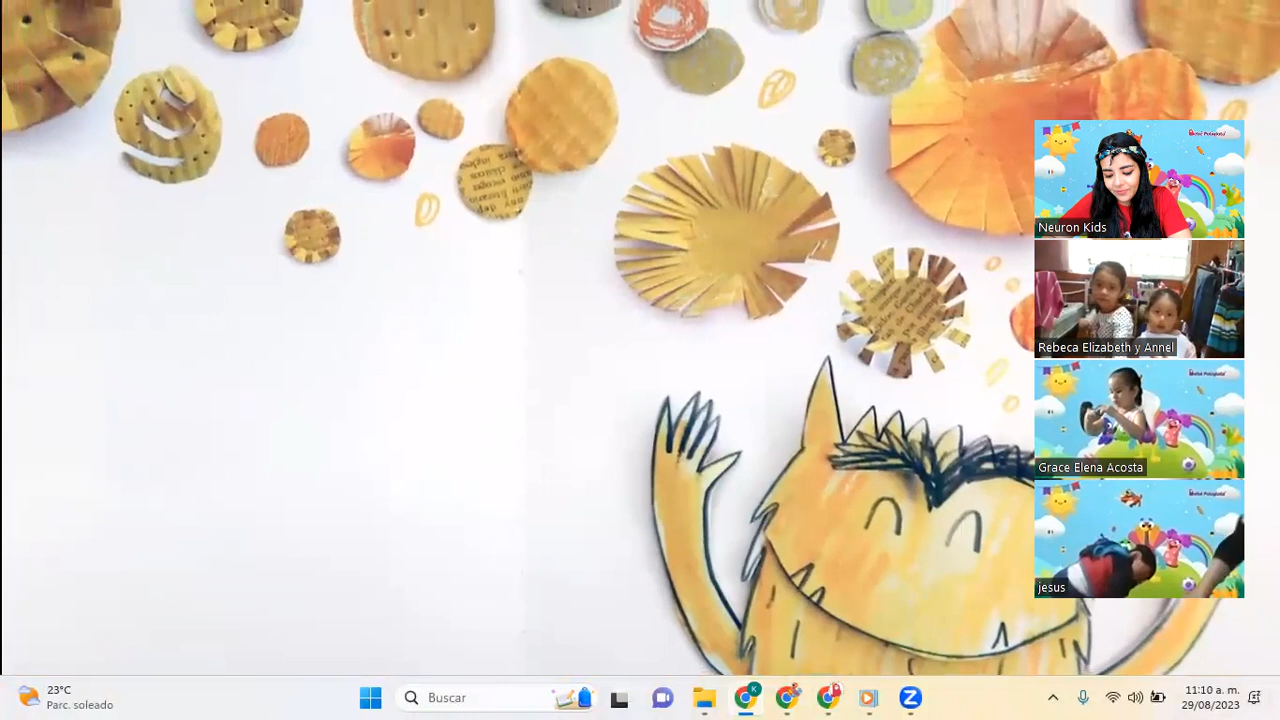 Neuron Kids
Rebeca Elizabeth y Annel
Grace Elena Acosta
jesus
23°C
Parc. soleado
Buscar
11:10 a. m.
29/08/2023